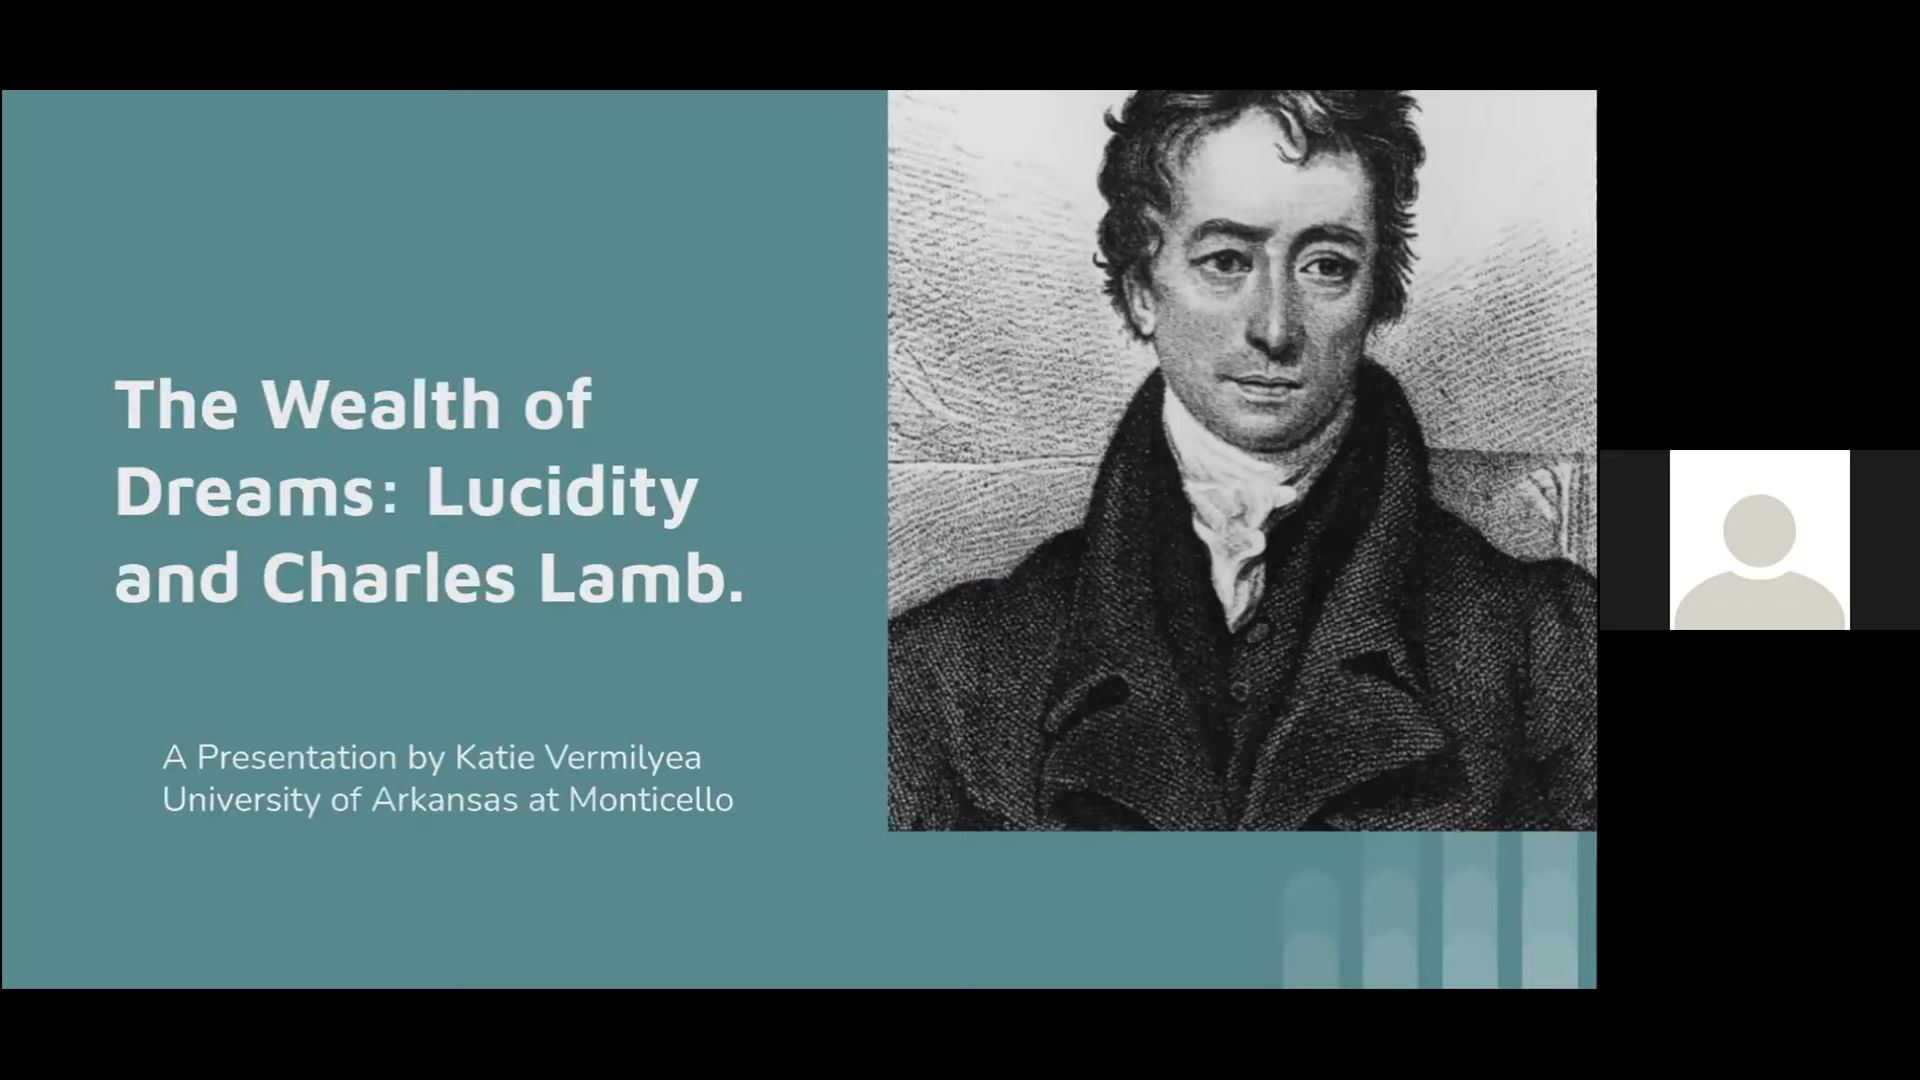 The Wealth of
Dreams: Lucidity
and Charles Lamb.
A Presentation by Katie Vermilyea
University of Arkansas at Monticello